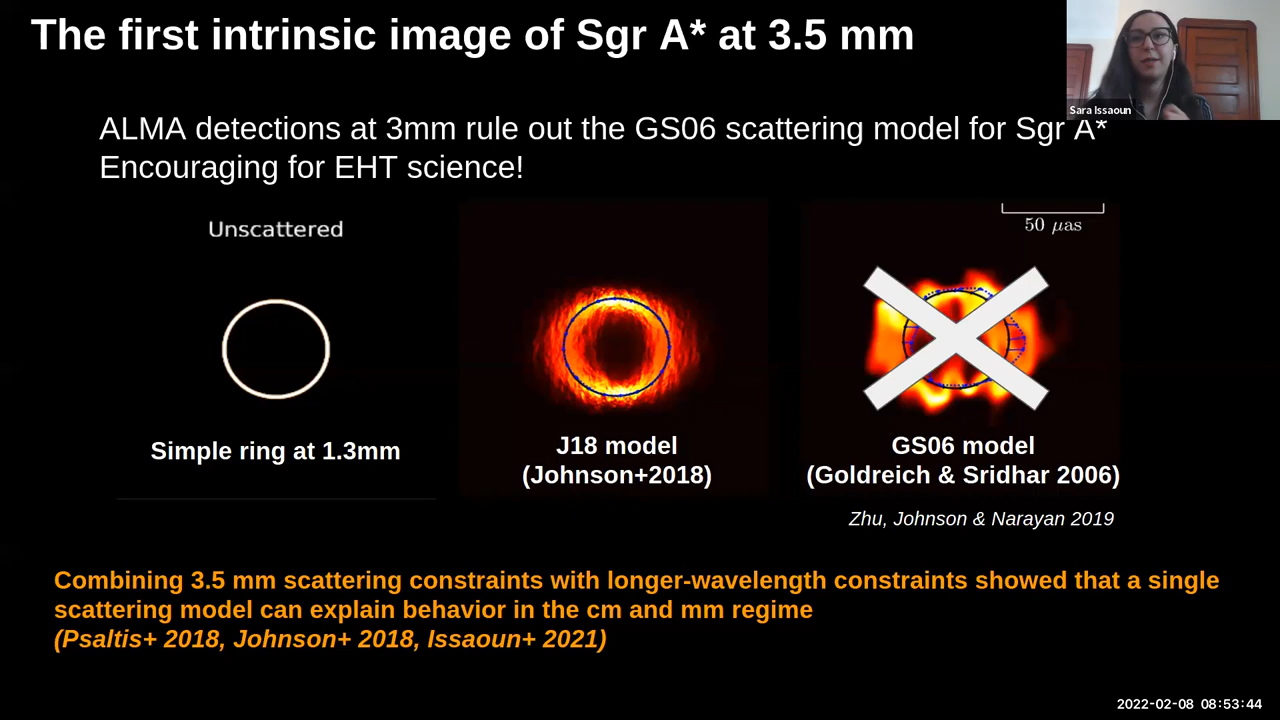 The first intrinsic image of Sgr A* at 3.5 mm
Sara Issaoun
ALMA detections at 3mm rule out the GS06 scattering model for Sgr A*
Encouraging for EHT science!
Unscattered
50 μas
Simple ring at 1.3mm
J18 model
(Johnson+2018)
GS06 model
(Goldreich & Sridhar 2006)
Zhu, Johnson & Narayan 2019
Combining 3.5 mm scattering constraints with longer-wavelength constraints showed that a single
scattering model can explain behavior in the cm and mm regime
(Psaltis+ 2018, Johnson+ 2018, Issaoun+ 2021)
2022-02-08 08:53:44